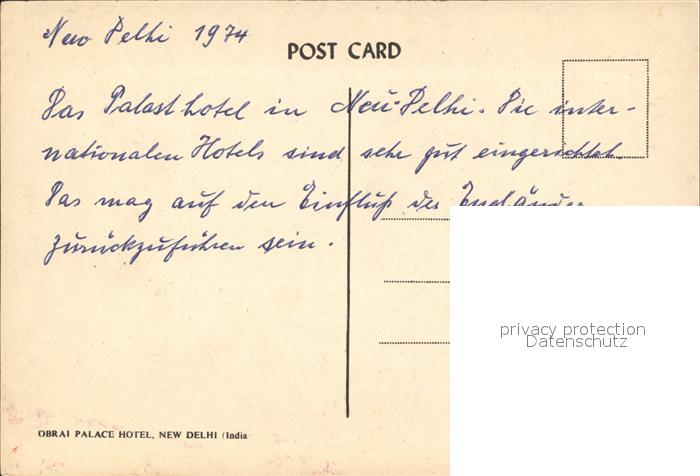 New Delhi 1974
POST CARD
Das Palasthotel in Neu-Delhi. Die inter-
nationalen Hotels sind sehr gut eingerichtet.
Das mag auf den Einfluß der Engländer
zurückzuführen sein.
privacy protection
Datenschutz
OBRAI PALACE HOTEL, NEW DELHI (India